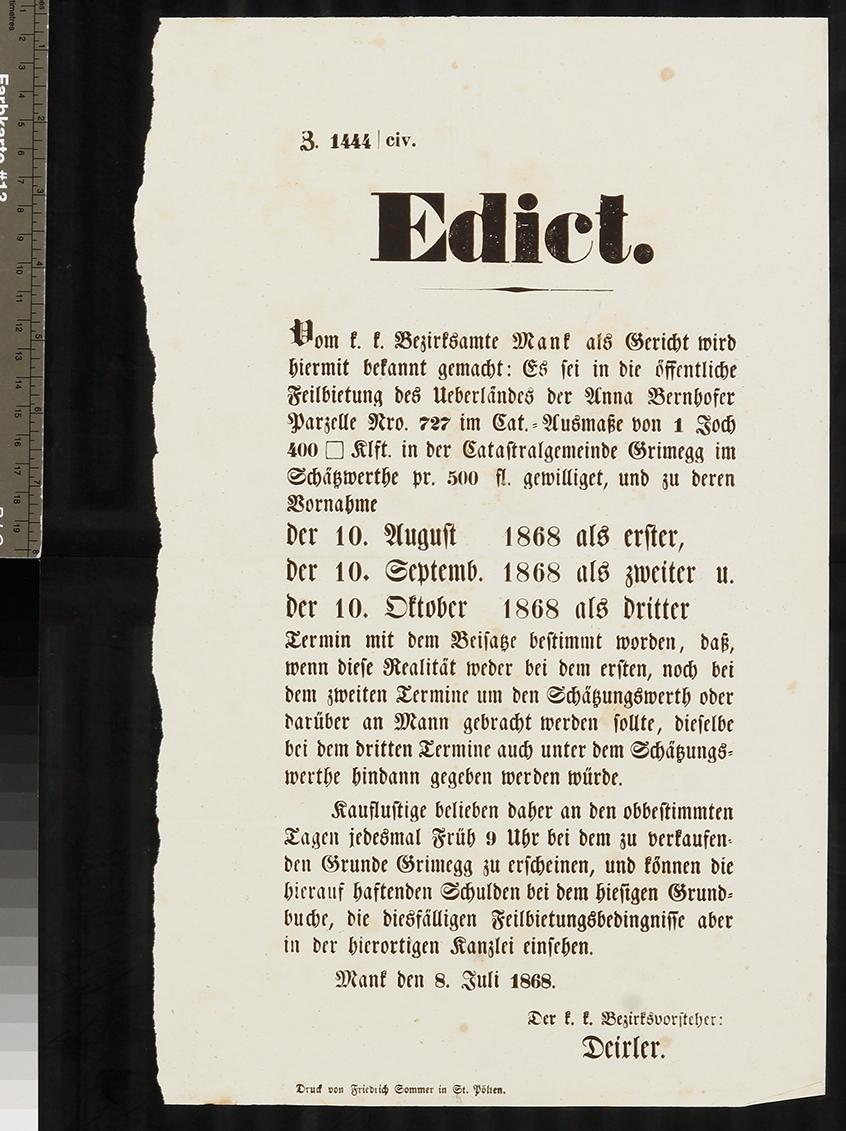 Farbkarte #13
Z. 1444 | civ.
Edict.
Vom k. k. Bezirksamte Mank als Gericht wird
hiermit bekannt gemacht: Es sei in die öffentliche
Feilbietung des Ueberländes der Anna Bernhofer
Parzelle Nro. 727 im Cat.-Ausmaße von 1 Joch
400 □ Klft. in der Catastralgemeinde Grimegg im
Schätzwerthe pr. 500 fl. gewilliget, und zu deren
Vornahme
der 10. August 1868 als erster,
der 10. Septemb. 1868 als zweiter u.
der 10. Oktober 1868 als dritter
Termin mit dem Beisatze bestimmt worden, daß,
wenn diese Realität weder bei dem ersten, noch bei
dem zweiten Termine um den Schätzungswerth oder
darüber an Mann gebracht werden sollte, dieselbe
bei dem dritten Termine auch unter dem Schätzungs-
werthe hindann gegeben werden würde.
Kauflustige belieben daher an den obbestimmten
Tagen jedesmal Früh 9 Uhr bei dem zu verkaufen-
den Grunde Grimegg zu erscheinen, und können die
hierauf haftenden Schulden bei dem hiesigen Grund-
buche, die diesfälligen Feilbietungsbedingnisse aber
in der hierortigen Kanzlei einsehen.
Mank den 8. Juli 1868.
Der k. k. Bezirksvorsteher:
Deirler.
Druck von Friedrich Sommer in St. Pölten.